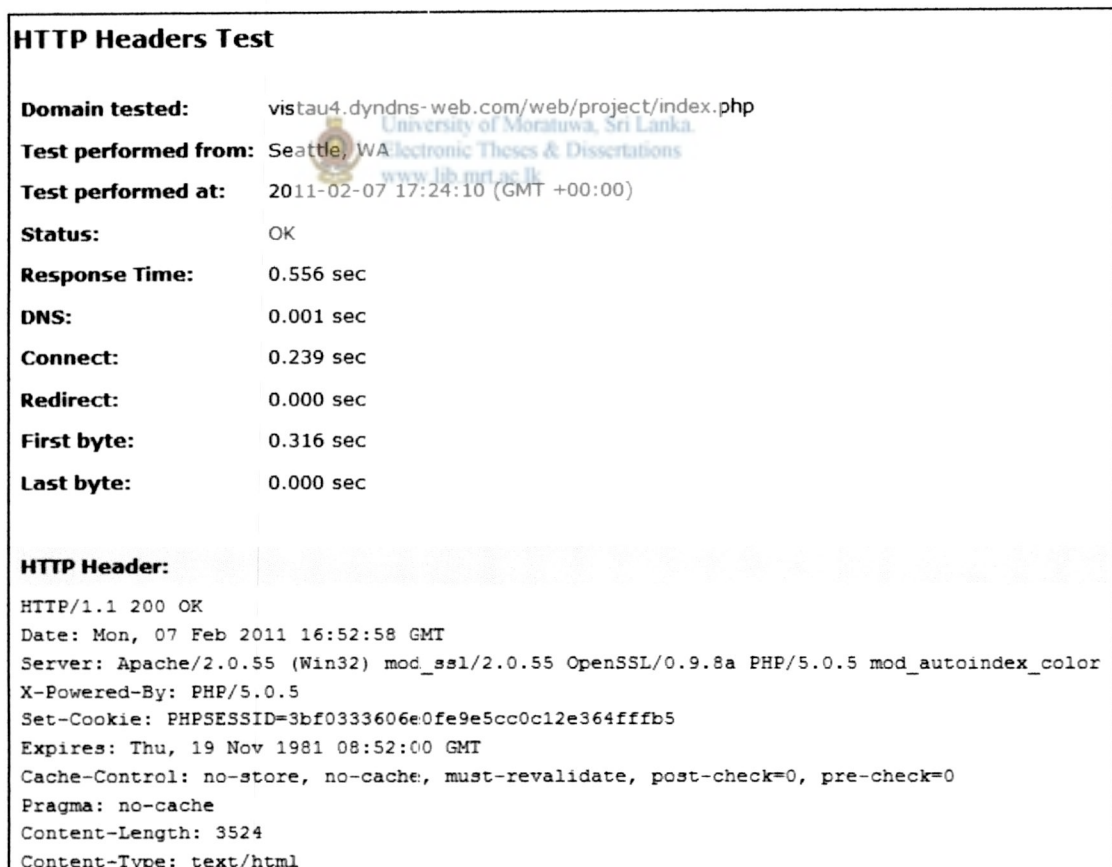 HTTP Headers Test
Domain tested: vistau4.dyndns-web.com/web/project/index.php
University of Moratuwa, Sri Lanka.
Test performed from: Seattle, WA
Electronic Theses & Dissertations
www.lib.mrt.ac.lk
Test performed at: 2011-02-07 17:24:10 (GMT +00:00)
Status: OK
Response Time: 0.556 sec
DNS: 0.001 sec
Connect: 0.239 sec
Redirect: 0.000 sec
First byte: 0.316 sec
Last byte: 0.000 sec
HTTP Header:
HTTP/1.1 200 OK
Date: Mon, 07 Feb 2011 16:52:58 GMT
Server: Apache/2.0.55 (Win32) mod_ssl/2.0.55 OpenSSL/0.9.8a PHP/5.0.5 mod_autoindex_color
X-Powered-By: PHP/5.0.5
Set-Cookie: PHPSESSID=3bf0333606e0fe9e5cc0c12e364fffb5
Expires: Thu, 19 Nov 1981 08:52:00 GMT
Cache-Control: no-store, no-cache, must-revalidate, post-check=0, pre-check=0
Pragma: no-cache
Content-Length: 3524
Content-Type: text/html